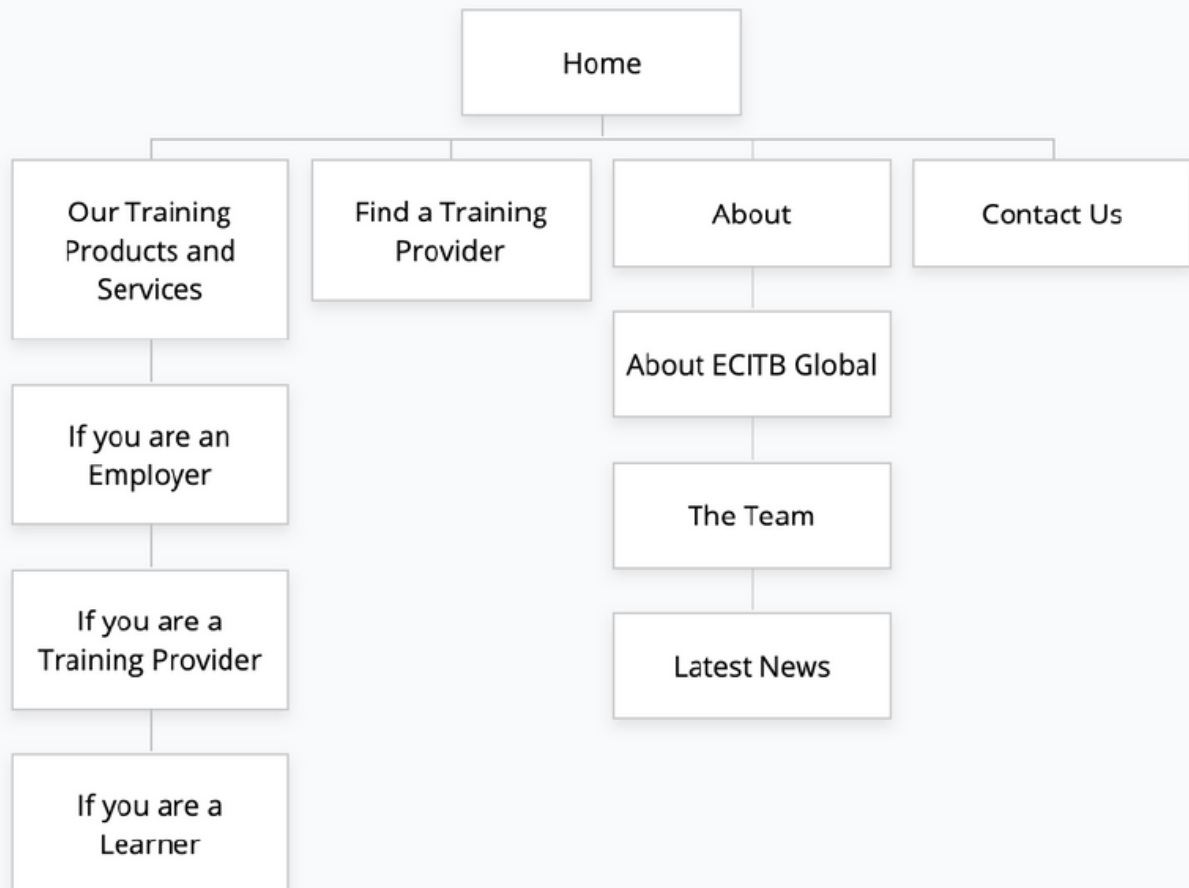 Home
Our Training
Products and
Services
Find a Training
Provider
About
Contact Us
If you are an
Employer
If you are a
Training Provider
If you are a
Learner
About ECITB Global
The Team
Latest News